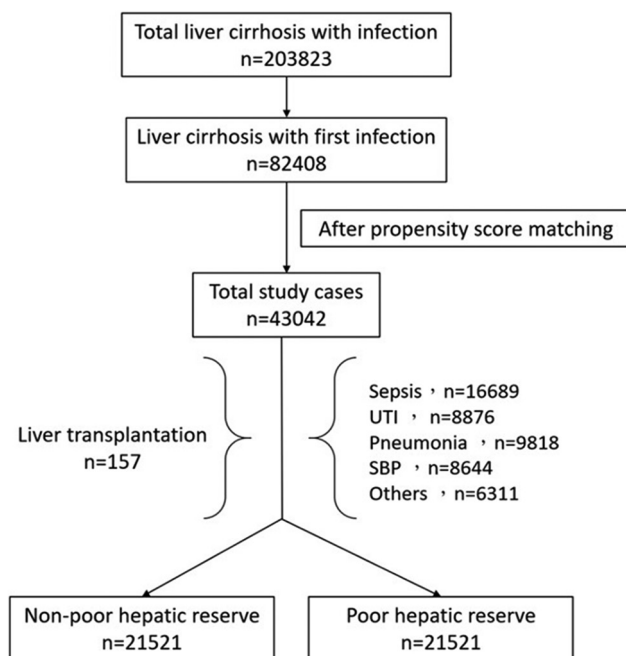 Total liver cirrhosis with infection
n=203823
Liver cirrhosis with first infection
n=82408
After propensity score matching
Total study cases
n=43042
Liver transplantation
n=157
Sepsis，n=16689
UTI ，n=8876
Pneumonia ，n=9818
SBP ，n=8644
Others ，n=6311
Non-poor hepatic reserve
n=21521
Poor hepatic reserve
n=21521